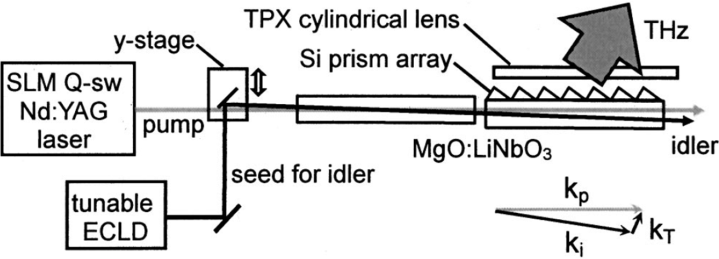 TPX cylindrical lens
THz
y-stage
Si prism array
SLM Q-sw
Nd:YAG
laser
pump
idler
MgO:LiNbO₃
seed for idler
tunable
ECLD
kₚ
kᵢ
k_T